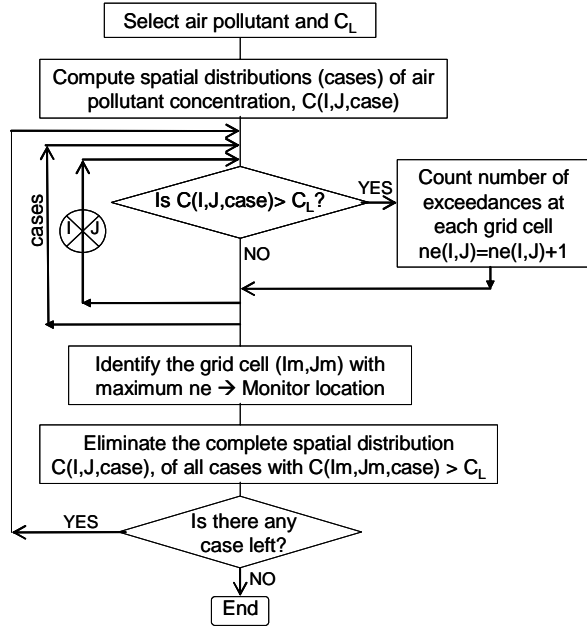 Select air pollutant and CL
Compute spatial distributions (cases) of air
pollutant concentration, C(I,J,case)
Is C(I,J,case)> CL?
YES
Count number of
exceedances at
each grid cell
ne(I,J)=ne(I,J)+1
cases
I
J
NO
Identify the grid cell (Im,Jm) with
maximum ne → Monitor location
Eliminate the complete spatial distribution
C(I,J,case), of all cases with C(Im,Jm,case) > CL
Is there any
case left?
YES
NO
End